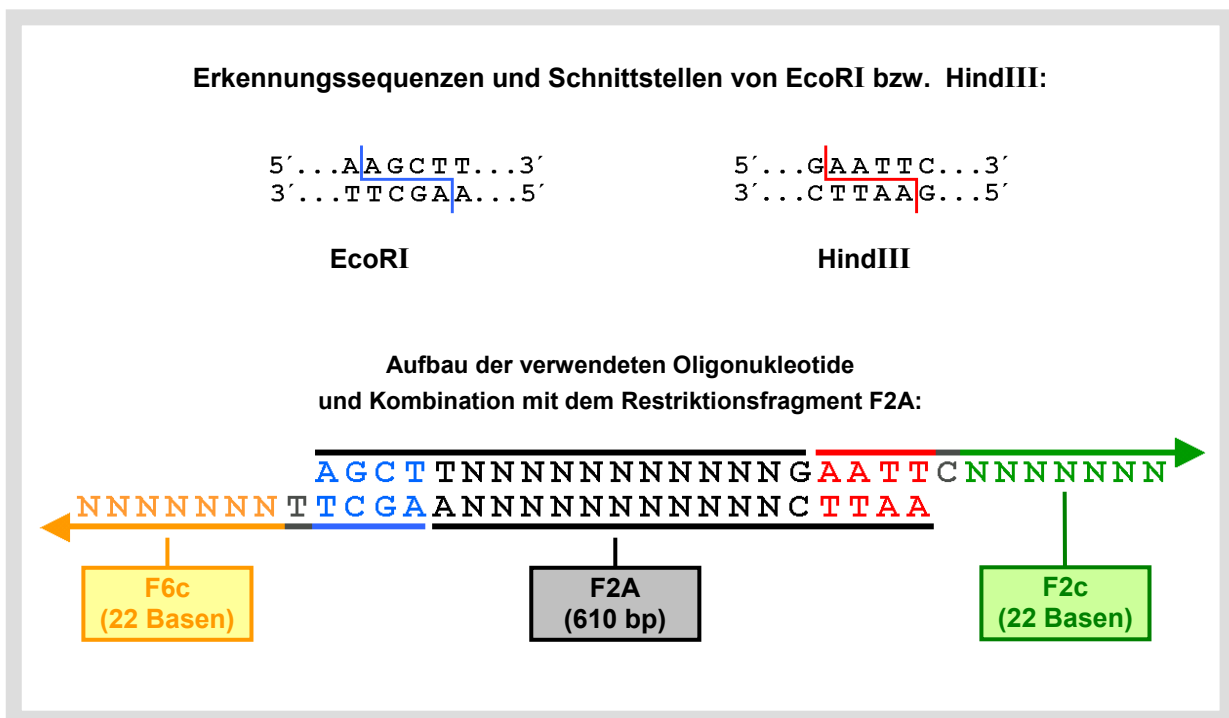 Erkennungssequenzen und Schnittstellen von EcoRI bzw. HindIII:
5´...AAGCTT...3´
3´...TTCGAA...5´
EcoRI
5´...GAATTC...3´
3´...CTTAAG...5´
HindIII
Aufbau der verwendeten Oligonukleotide
und Kombination mit dem Restriktionsfragment F2A:
AGCTTNNNNNNNNNNNNGAATTCNNNNNNN
NNNNNNNTTCGAANNNNNNNNNNNNCTTAA
F6c
(22 Basen)
F2A
(610 bp)
F2c
(22 Basen)